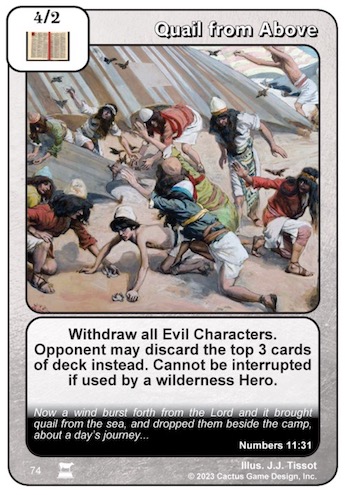 4/2
Quail from Above
Withdraw all Evil Characters.
Opponent may discard the top 3 cards
of deck instead. Cannot be interrupted
if used by a wilderness Hero.
Now a wind burst forth from the Lord and it brought
quail from the sea, and dropped them beside the camp,
about a day's journey...
Numbers 11:31
Illus. J.J. Tissot
74
© 2023 Cactus Game Design, Inc.